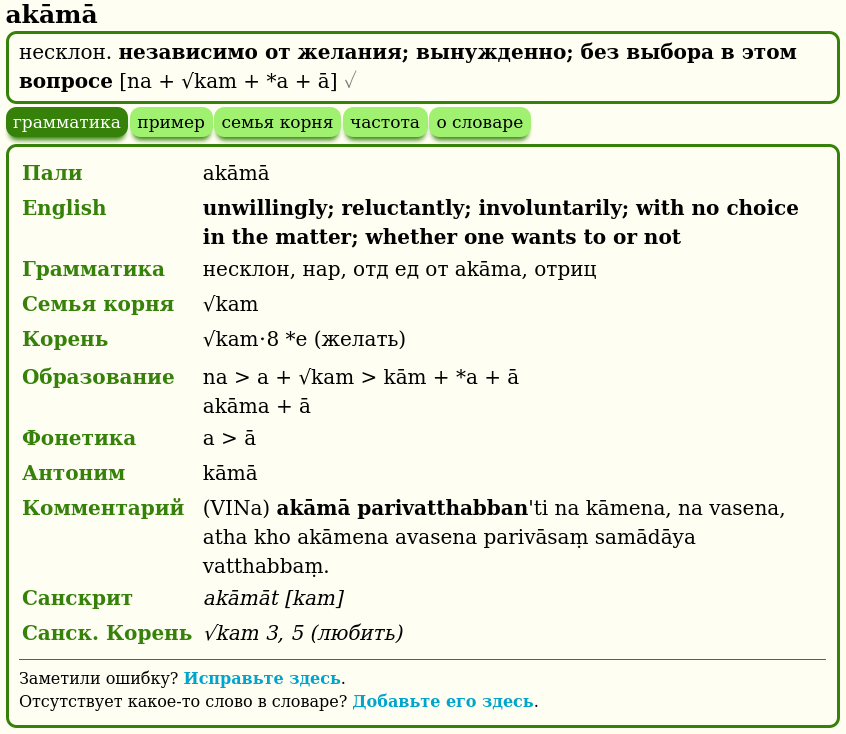 akāmā
несклон. независимо от желания; вынужденно; без выбора в этом
вопросе [na + √kam + *a + ā] √
грамматика пример семья корня частота о словаре
Пали akāmā
English unwillingly; reluctantly; involuntarily; with no choice
in the matter; whether one wants to or not
Грамматика несклон, нар, отд ед от akāma, отриц
Семья корня √kam
Корень √kam·8 *e (желать)
Образование na > a + √kam > kām + *a + ā
akāma + ā
Фонетика a > ā
Антоним kāmā
Комментарий (VINa) akāmā parivatthabban'ti na kāmena, na vasena,
atha kho akāmena avasena parivāsaṃ samādāya
vatthabbaṃ.
Санскрит akāmāt [kam]
Санск. Корень √kam 3, 5 (любить)
Заметили ошибку? Исправьте здесь.
Отсутствует какое-то слово в словаре? Добавьте его здесь.